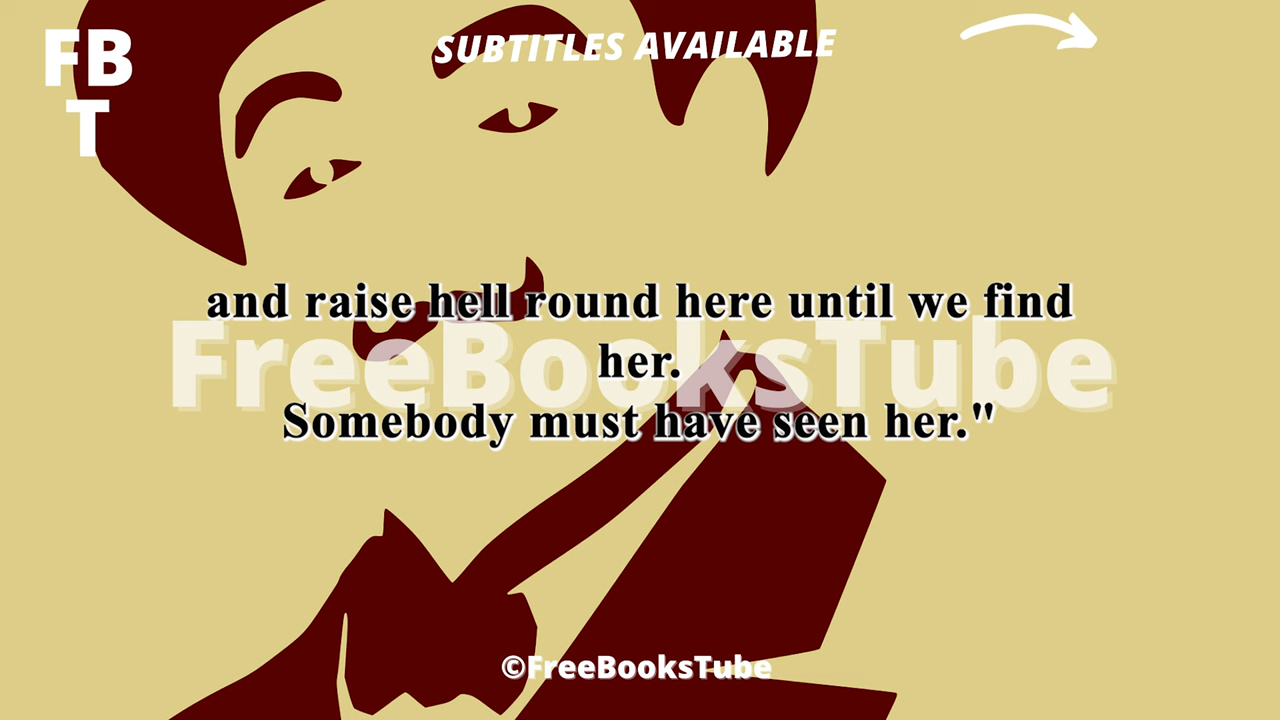 FB
T
SUBTITLES AVAILABLE
and raise hell round here until we find
her.
Somebody must have seen her."
FreeBooksTube
©FreeBooksTube